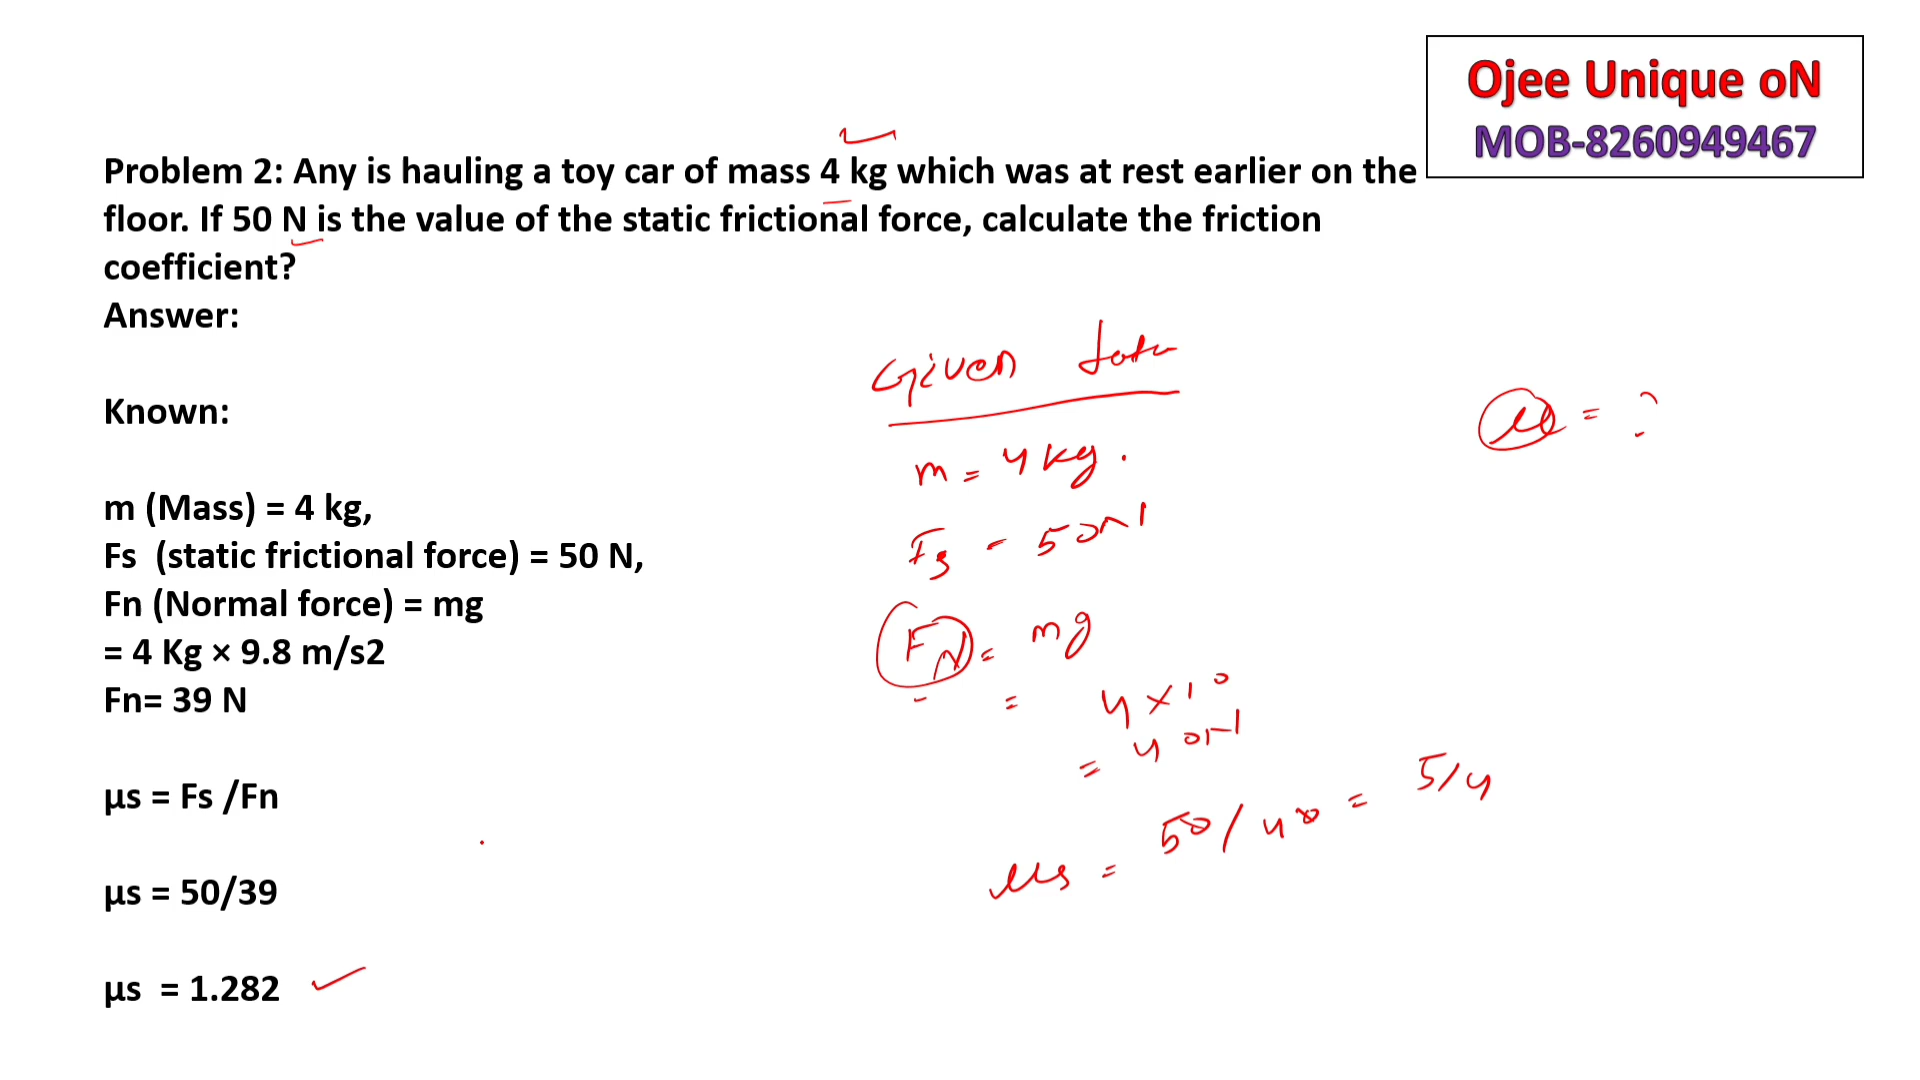 Ojee Unique oN
MOB-8260949467
Problem 2: Any is hauling a toy car of mass 4 kg which was at rest earlier on the
floor. If 50 N is the value of the static frictional force, calculate the friction
coefficient?
Answer:
Known:
m (Mass) = 4 kg,
Fs  (static frictional force) = 50 N,
Fn (Normal force) = mg
= 4 Kg × 9.8 m/s2
Fn= 39 N
μs = Fs /Fn
μs = 50/39
μs  = 1.282
Given data
m = 4 kg.
Fs = 50N
FN = mg
= 4 × 10
= 40N
μs = 50/40 = 5/4
μs = ?